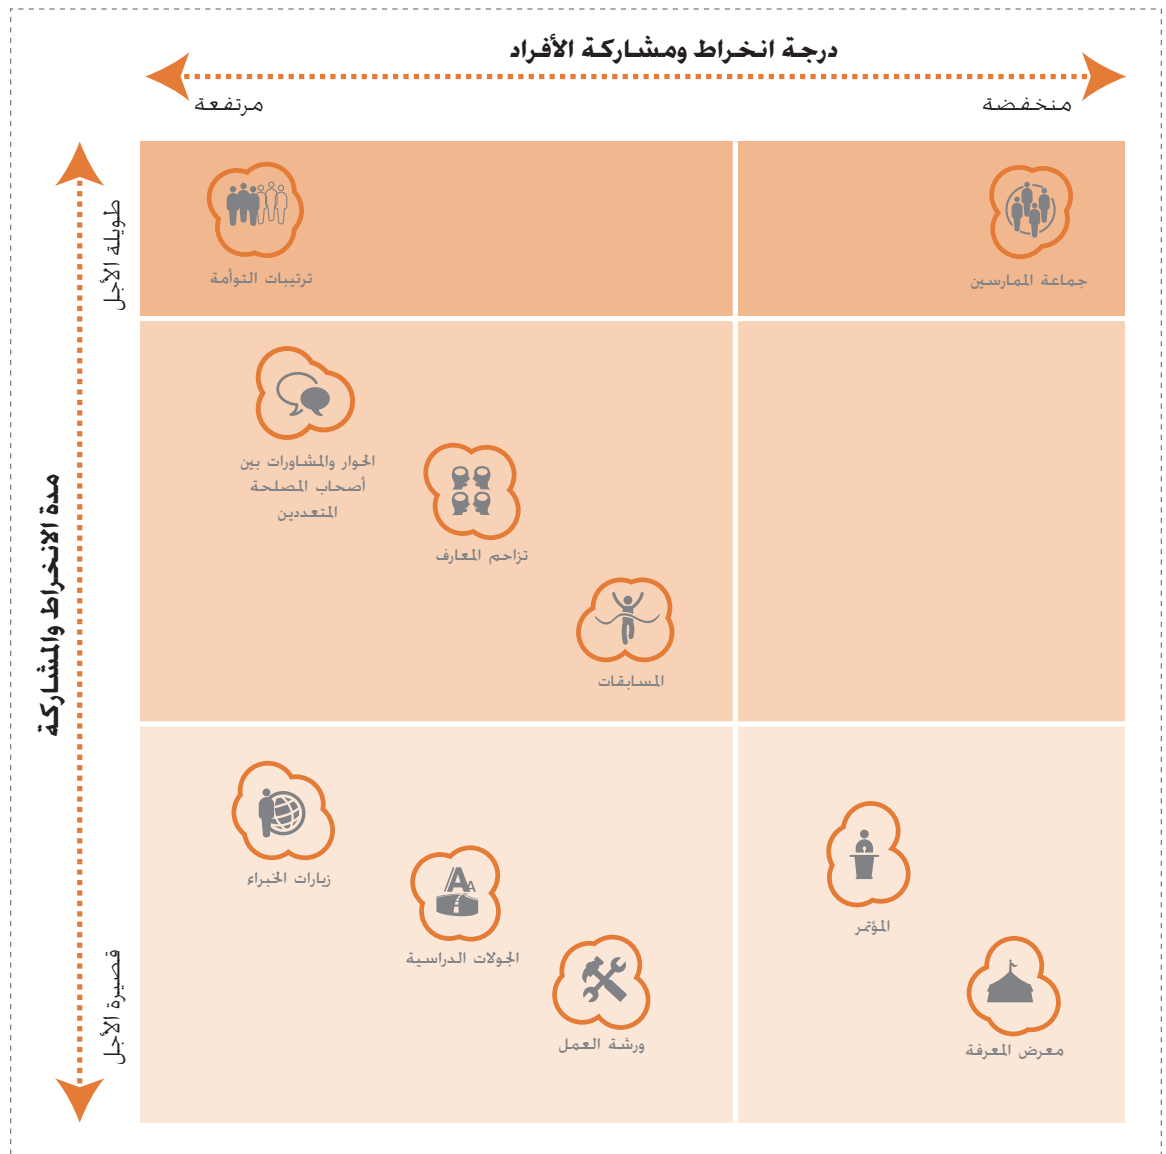 درجة انخراط ومشاركة الأفراد
منخفضة
مرتفعة
مدة الانخراط والمشاركة
طويلة الأجل
قصيرة الأجل
جماعة الممارسين
ترتيبات التوأمة
الحوار والمشاورات بين
أصحاب المصلحة
المتعددين
تزاحم المعارف
المسابقات
زيارات الخبراء
الجولات الدراسية
ورشة العمل
المؤتمر
معرض المعرفة